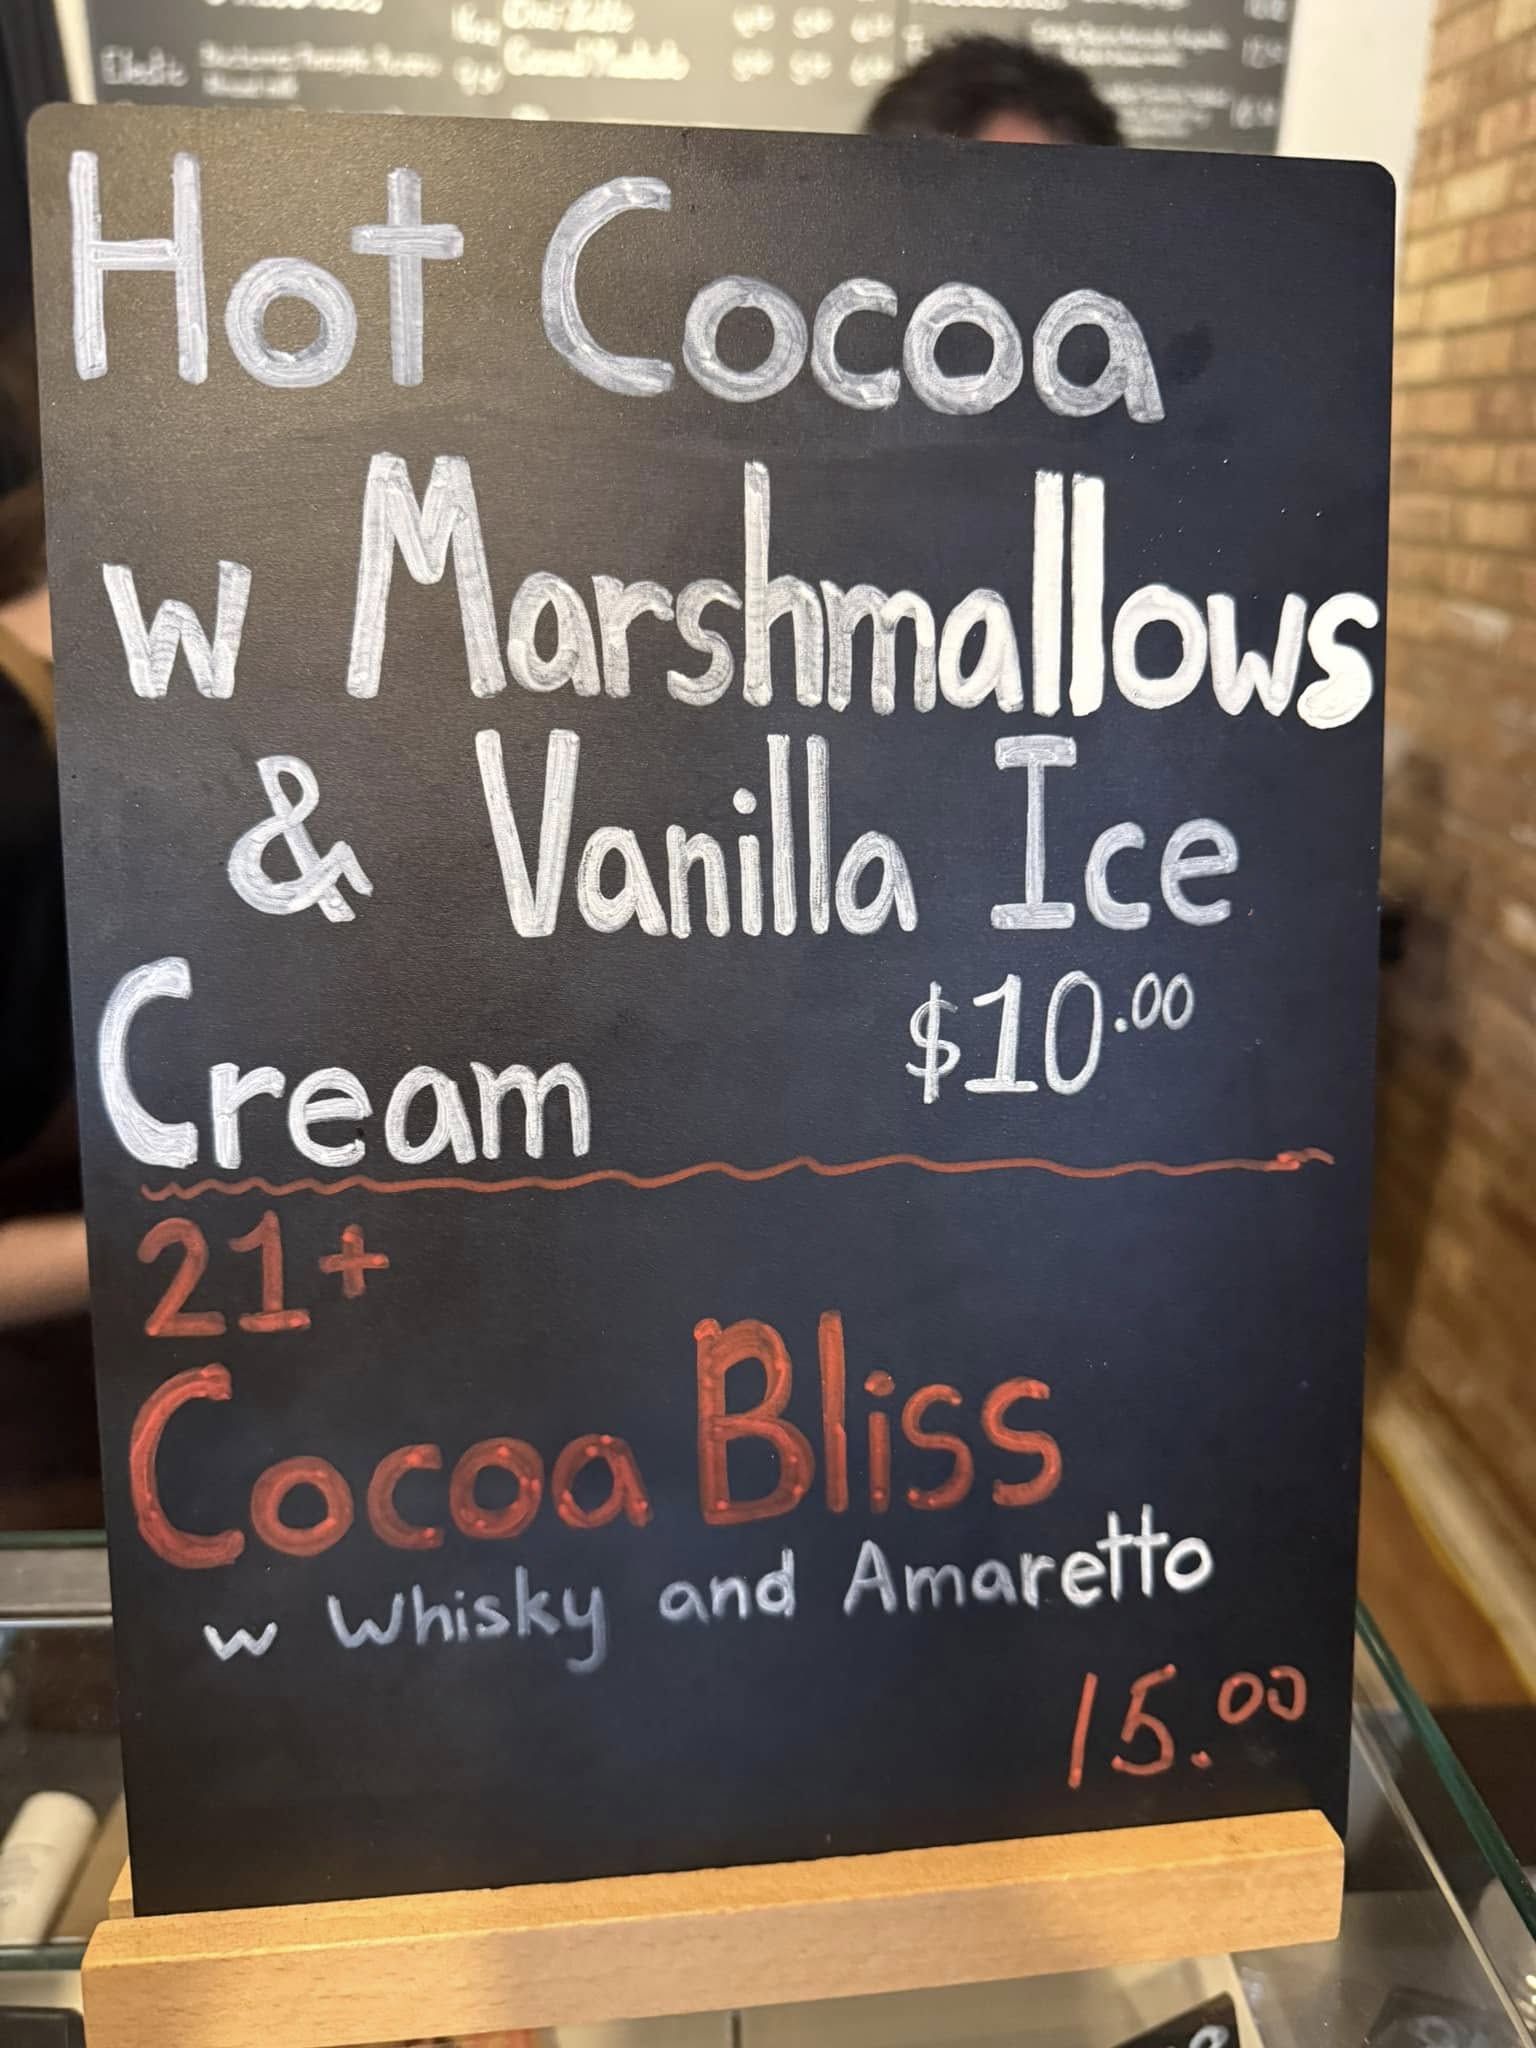 Hot Cocoa
w Marshmallows
& Vanilla Ice
Cream $10.00
21+
Cocoa Bliss
w Whisky and Amaretto
15.00